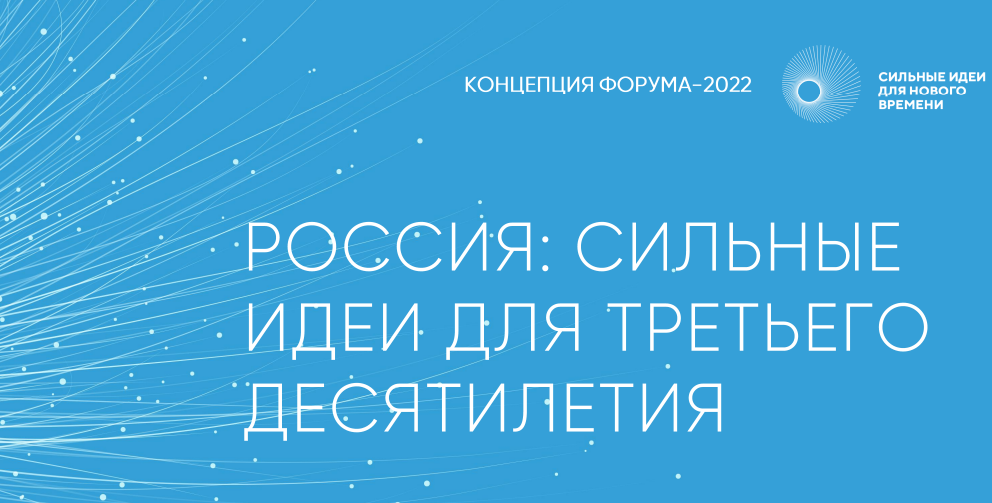 КОНЦЕПЦИЯ ФОРУМА–2022
СИЛЬНЫЕ ИДЕИ
ДЛЯ НОВОГО
ВРЕМЕНИ
РОССИЯ: СИЛЬНЫЕ
ИДЕИ ДЛЯ ТРЕТЬЕГО
ДЕСЯТИЛЕТИЯ